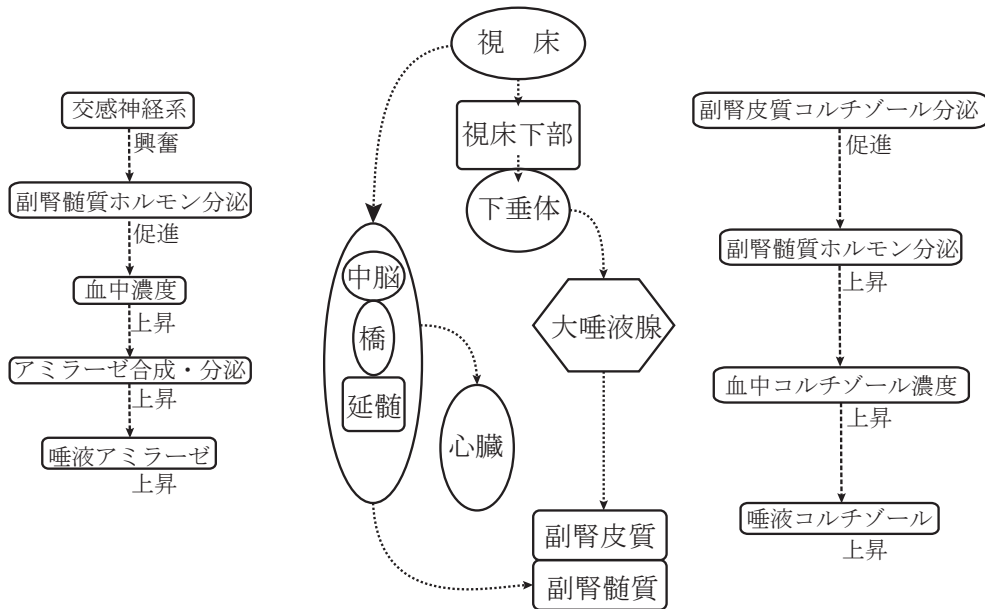 交感神経系
興奮
副腎髄質ホルモン分泌
促進
血中濃度
上昇
アミラーゼ合成・分泌
上昇
唾液アミラーゼ
上昇
視　床
視床下部
下垂体
中脳
橋
延髄
心臓
大唾液腺
副腎皮質
副腎髄質
副腎皮質コルチゾール分泌
促進
副腎髄質ホルモン分泌
上昇
血中コルチゾール濃度
上昇
唾液コルチゾール
上昇